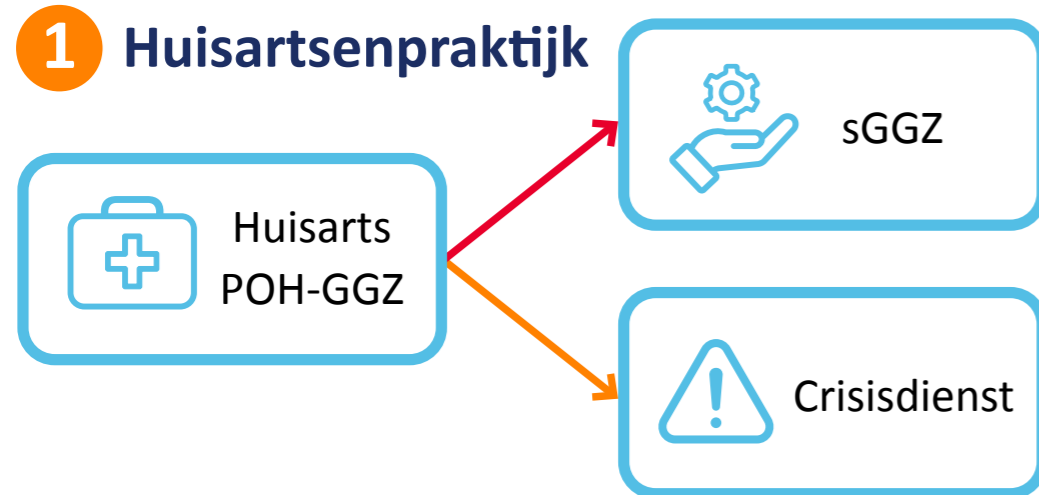 1 Huisartsenpraktijk
Huisarts
POH-GGZ
sGGZ
Crisisdienst